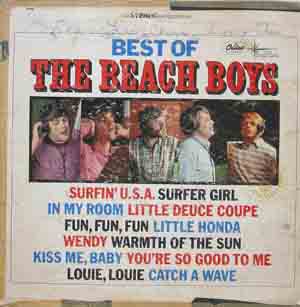 STEREO
BEST OF
THE BEACH BOYS
Capitol
SURFIN' U.S.A. SURFER GIRL
IN MY ROOM LITTLE DEUCE COUPE
FUN, FUN, FUN LITTLE HONDA
WENDY WARMTH OF THE SUN
KISS ME, BABY YOU'RE SO GOOD TO ME
LOUIE, LOUIE CATCH A WAVE